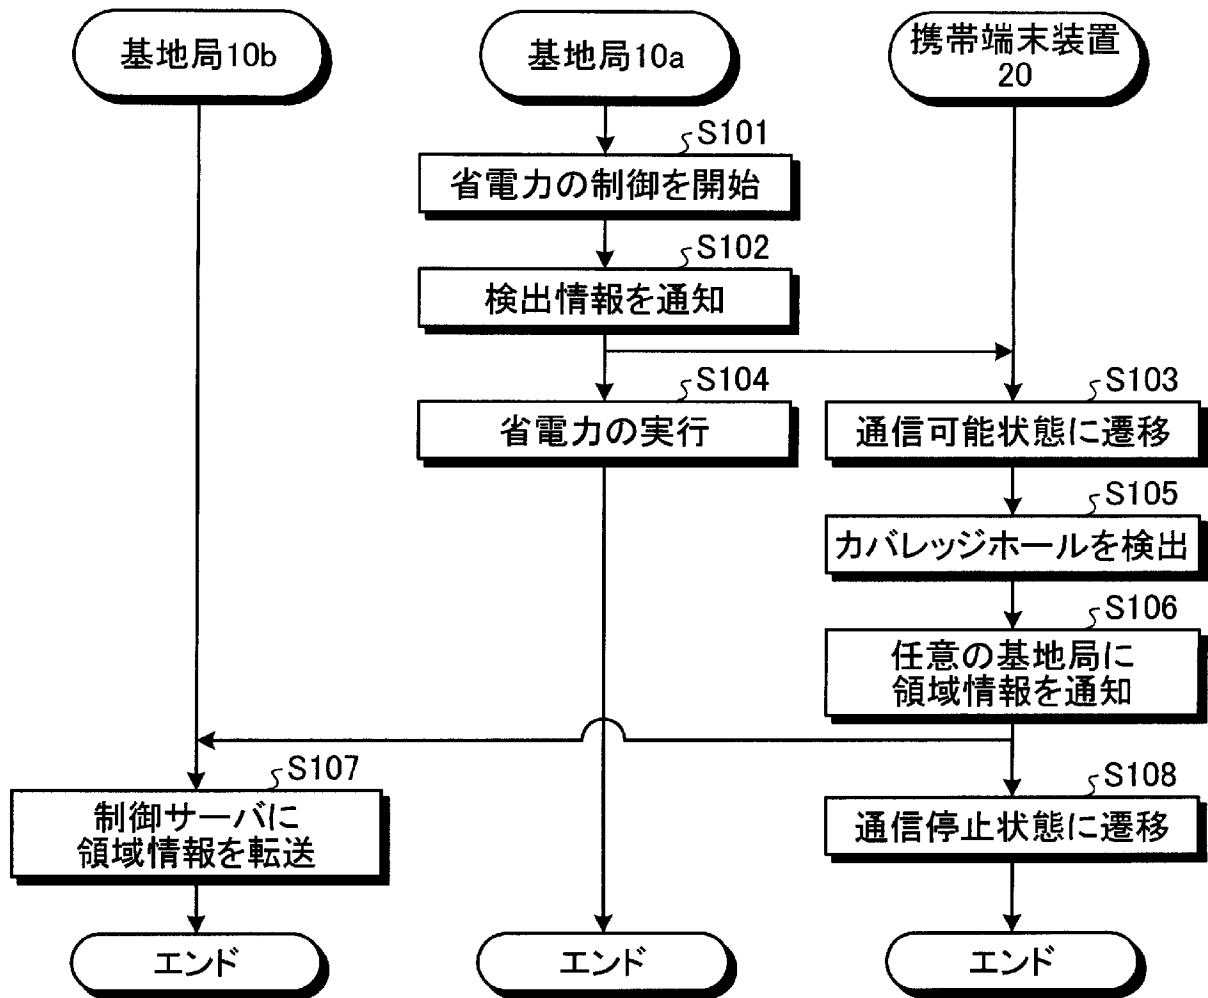 基地局10b
基地局10a
携帯端末装置
20
S101
省電力の制御を開始
S102
検出情報を通知
S104
省電力の実行
S103
通信可能状態に遷移
S105
カバレッジホールを検出
S106
任意の基地局に
領域情報を通知
S107
制御サーバに
領域情報を転送
S108
通信停止状態に遷移
エンド
エンド
エンド